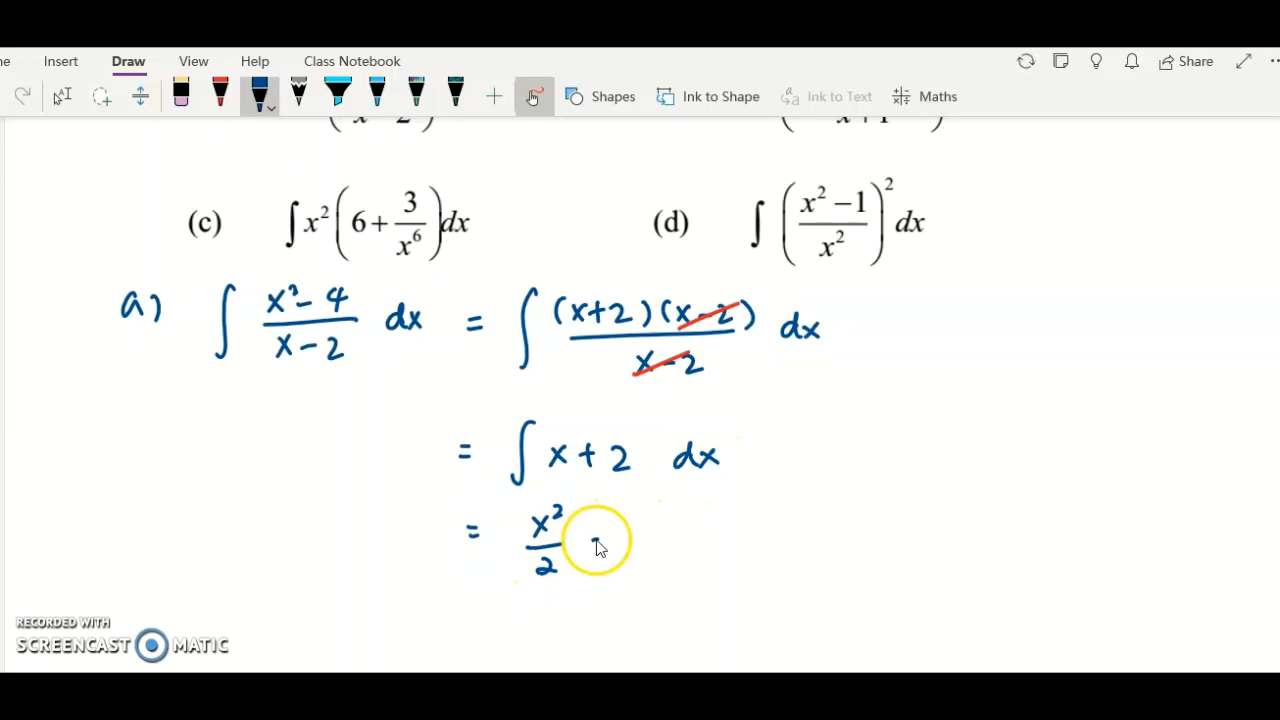 Insert Draw View Help Class Notebook Share
Shapes Ink to Shape Ink to Text Maths
(c) ∫x²(6+3/x⁶)dx (d) ∫((x²−1)/x²)²dx
a) ∫ (x²−4)/(x−2) dx = ∫ (x+2)(x−2)/(x−2) dx
= ∫ x+2 dx
= x²/2
RECORDED WITH
SCREENCAST MATIC